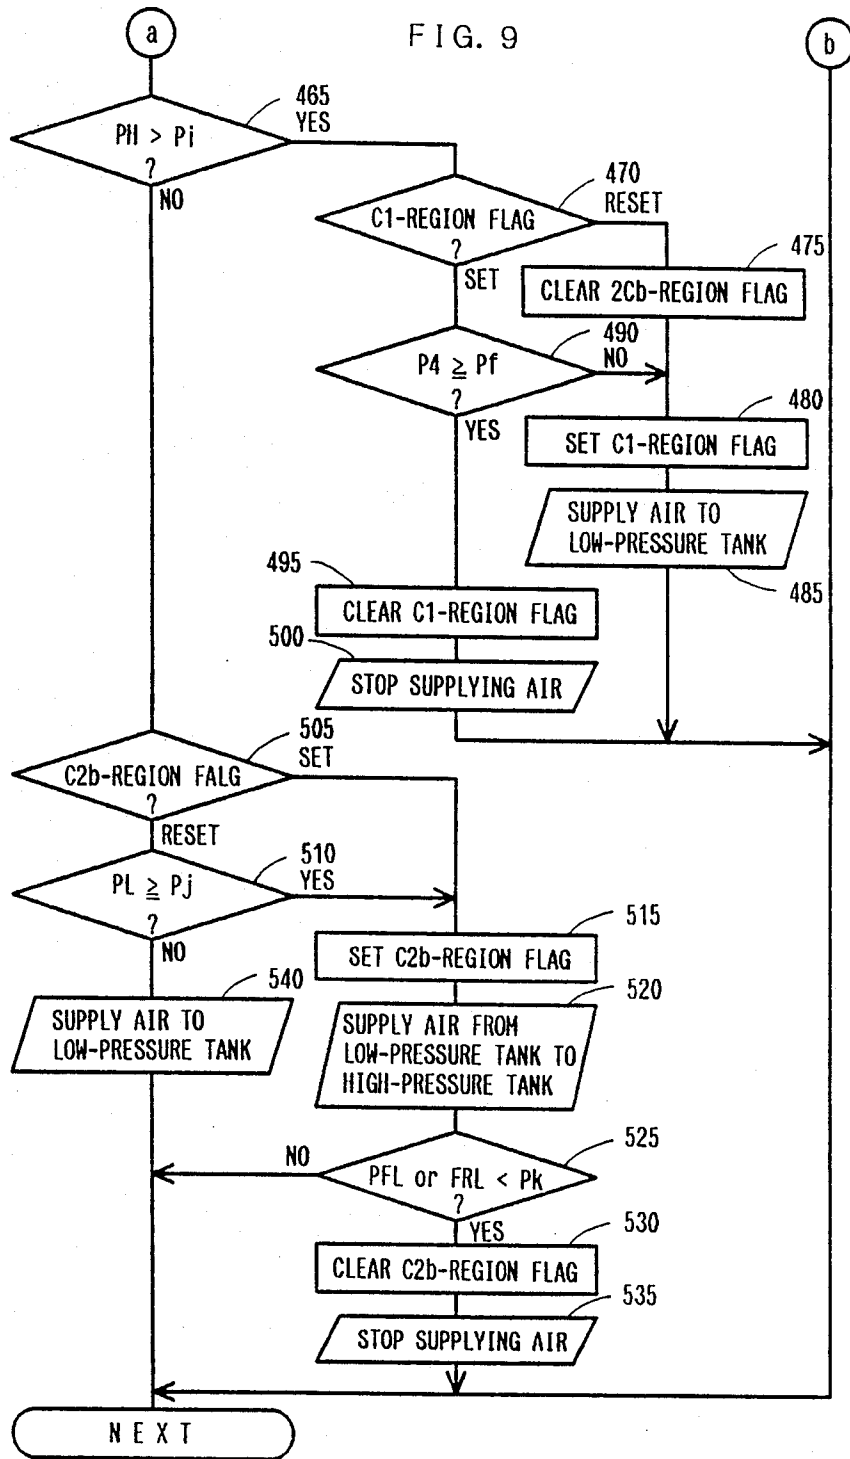 FIG. 9
a
b
465
YES
PH > Pi
?
NO
470
RESET
C1-REGION FLAG
?
SET
475
CLEAR 2Cb-REGION FLAG
490
NO
P4 ≧ Pf
?
YES
480
SET C1-REGION FLAG
SUPPLY AIR TO
LOW-PRESSURE TANK
485
495
CLEAR C1-REGION FLAG
500
STOP SUPPLYING AIR
505
SET
C2b-REGION FALG
?
RESET
510
YES
PL ≧ Pj
?
NO
515
SET C2b-REGION FLAG
540
SUPPLY AIR TO
LOW-PRESSURE TANK
520
SUPPLY AIR FROM
LOW-PRESSURE TANK TO
HIGH-PRESSURE TANK
525
NO
PFL or FRL < Pk
?
YES
530
CLEAR C2b-REGION FLAG
535
STOP SUPPLYING AIR
NEXT